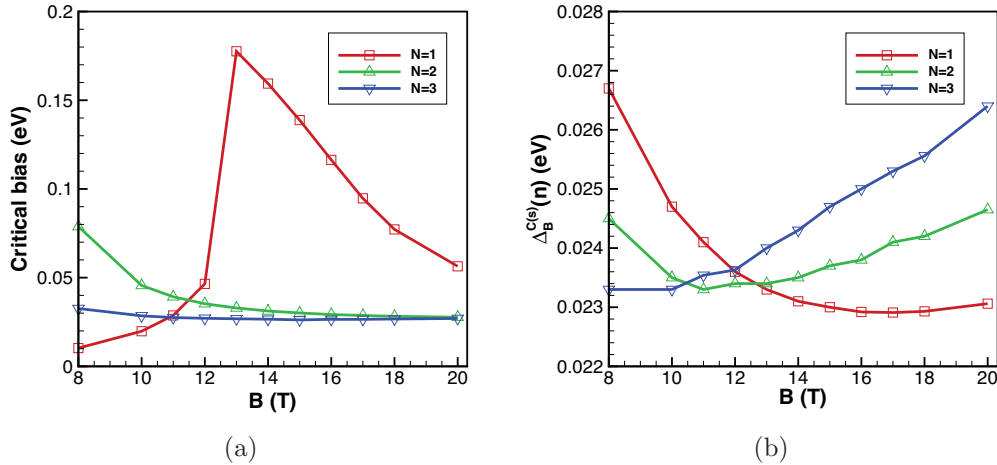 0.2
0.15
0.1
0.05
0
Critical bias (eV)
N=1
N=2
N=3
8 10 12 14 16 18 20
B (T)
(a)
0.028
0.027
0.026
0.025
0.024
0.023
0.022
Δ_B^C(s)(n) (eV)
N=1
N=2
N=3
8 10 12 14 16 18 20
B (T)
(b)